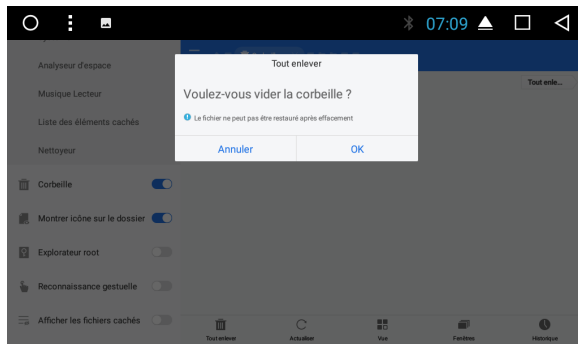 07:09
Analyseur d'espace
Musique Lecteur
Liste des éléments cachés
Nettoyeur
Corbeille
Montrer icône sur le dossier
Explorateur root
Reconnaissance gestuelle
Afficher les fichiers cachés
Tout enlever
Voulez-vous vider la corbeille ?
Le fichier ne peut pas être restauré après effacement
Annuler
OK
Tout enle...
Tout enlever
Actualiser
Vue
Fenêtres
Historique